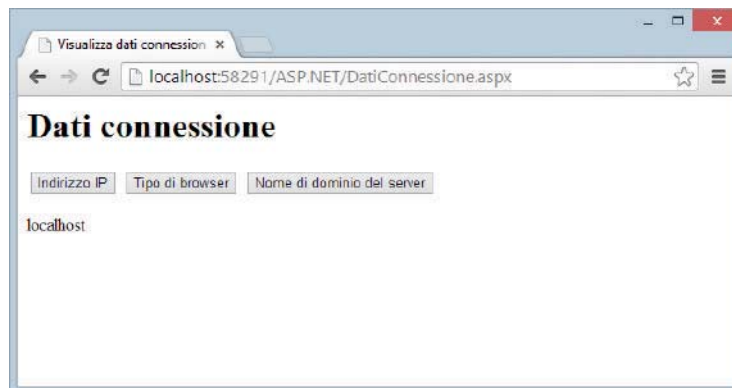 Visualizza dati connession
localhost:58291/ASP.NET/DatiConnessione.aspx
Dati connessione
Indirizzo IP Tipo di browser Nome di dominio del server
localhost